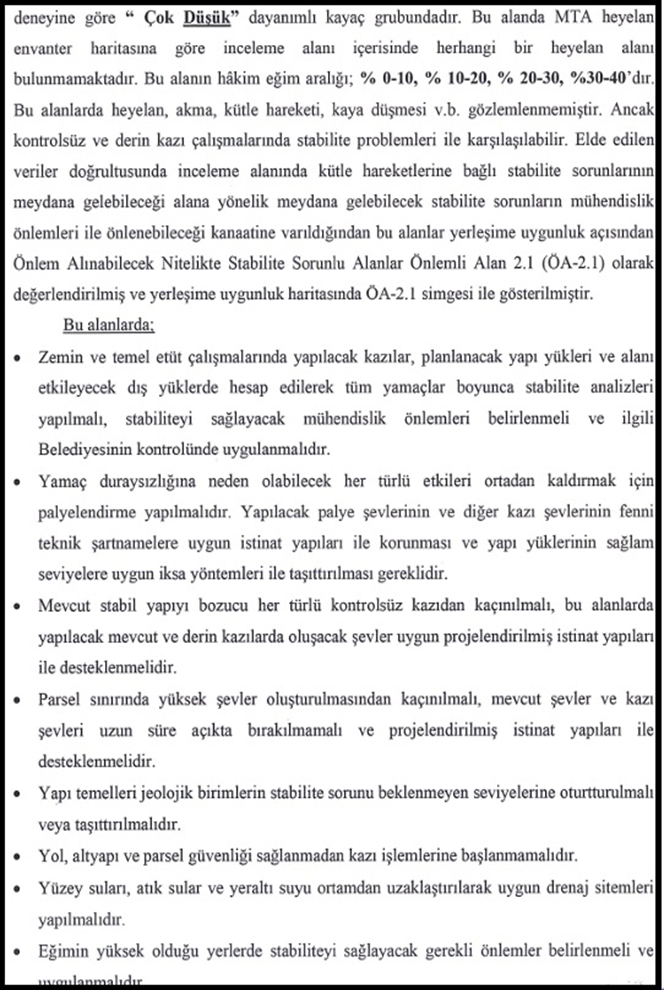 deneyine göre “ Çok Düşük” dayanımlı kayaç grubundadır. Bu alanda MTA heyelan
envanter haritasına göre inceleme alanı içerisinde herhangi bir heyelan alanı
bulunmamaktadır. Bu alanın hâkim eğim aralığı; % 0-10, % 10-20, % 20-30, %30-40’dır.
Bu alanlarda heyelan, akma, kütle hareketi, kaya düşmesi v.b. gözlemlenmemiştir. Ancak
kontrolsüz ve derin kazı çalışmalarında stabilite problemleri ile karşılaşılabilir. Elde edilen
veriler doğrultusunda inceleme alanında kütle hareketlerine bağlı stabilite sorunlarının
meydana gelebileceği alana yönelik meydana gelebilecek stabilite sorunların mühendislik
önlemleri ile önlenebileceği kanaatine varıldığından bu alanlar yerleşime uygunluk açısından
Önlem Alınabilecek Nitelikte Stabilite Sorunlu Alanlar Önlemli Alan 2.1 (ÖA-2.1) olarak
değerlendirilmiş ve yerleşime uygunluk haritasında ÖA-2.1 simgesi ile gösterilmiştir.
Bu alanlarda;
• Zemin ve temel etüt çalışmalarında yapılacak kazılar, planlanacak yapı yükleri ve alanı
etkileyecek dış yüklerde hesap edilerek tüm yamaçlar boyunca stabilite analizleri
yapılmalı, stabiliteyi sağlayacak mühendislik önlemleri belirlenmeli ve ilgili
Belediyesinin kontrolünde uygulanmalıdır.
• Yamaç duraysızlığına neden olabilecek her türlü etkileri ortadan kaldırmak için
palyelendirme yapılmalıdır. Yapılacak palye şevlerinin ve diğer kazı şevlerinin fenni
teknik şartnamelere uygun istinat yapıları ile korunması ve yapı yüklerinin sağlam
seviyelere uygun iksa yöntemleri ile taşıttırılması gereklidir.
• Mevcut stabil yapıyı bozucu her türlü kontrolsüz kazıdan kaçınılmalı, bu alanlarda
yapılacak mevcut ve derin kazılarda oluşacak şevler uygun projelendirilmiş istinat yapıları
ile desteklenmelidir.
• Parsel sınırında yüksek şevler oluşturulmasından kaçınılmalı, mevcut şevler ve kazı
şevleri uzun süre açıkta bırakılmamalı ve projelendirilmiş istinat yapıları ile
desteklenmelidir.
• Yapı temelleri jeolojik birimlerin stabilite sorunu beklenmeyen seviyelerine oturtturulmalı
veya taşıttırılmalıdır.
• Yol, altyapı ve parsel güvenliği sağlanmadan kazı işlemlerine başlanmamalıdır.
• Yüzey suları, atık sular ve yeraltı suyu ortamdan uzaklaştırılarak uygun drenaj sitemleri
yapılmalıdır.
• Eğimin yüksek olduğu yerlerde stabiliteyi sağlayacak gerekli önlemler belirlenmeli ve
uygulanmalıdır